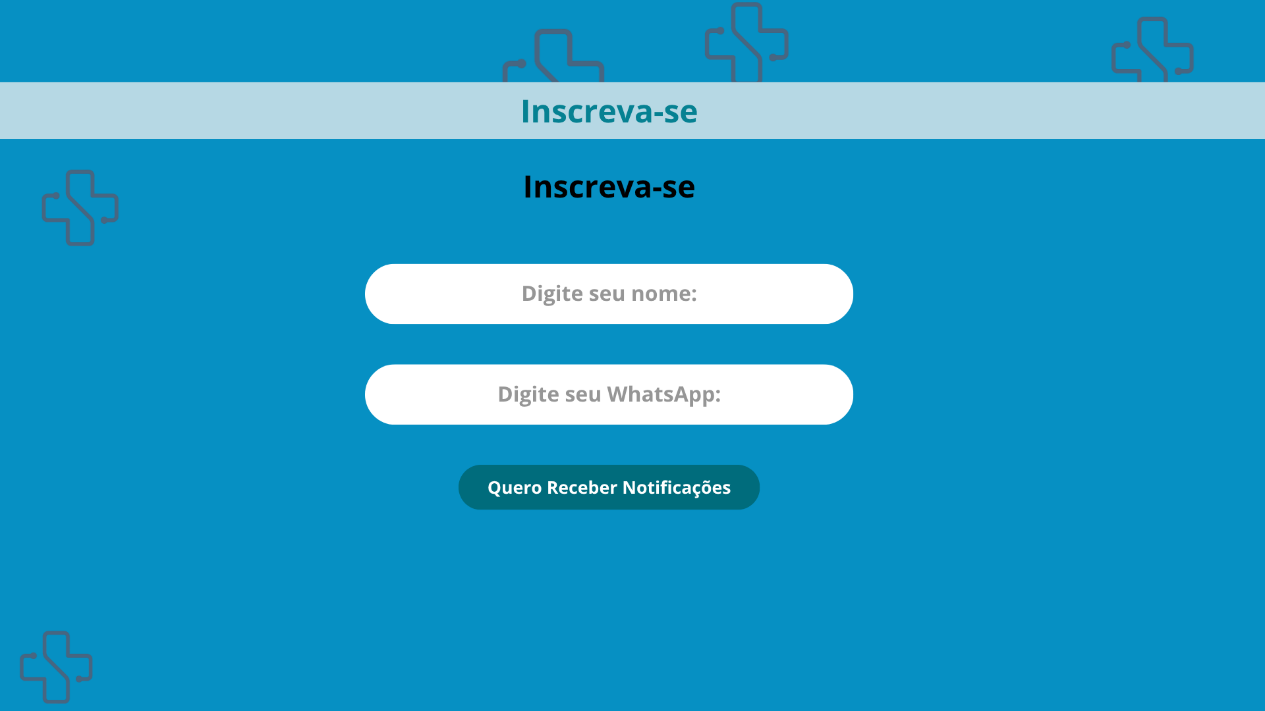 Inscreva-se
Inscreva-se
Digite seu nome:
Digite seu WhatsApp:
Quero Receber Notificações